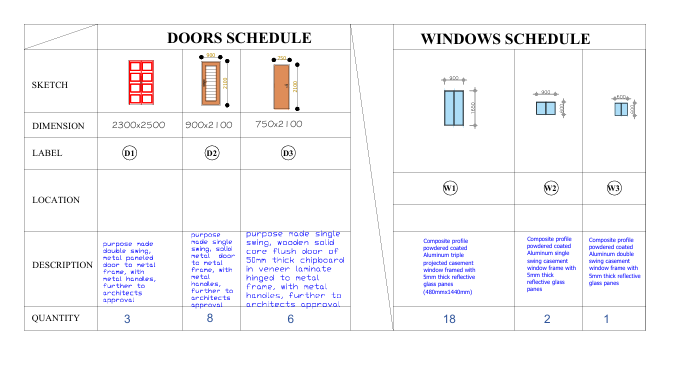 DOORS SCHEDULE
WINDOWS SCHEDULE
SKETCH
900
2100
750
2100
900
900
600
DIMENSION
2300x2500
900x2100
750x2100
LABEL
D1
D2
D3
W1
W2
W3
LOCATION
DESCRIPTION
purpose made
double swing,
metal paneled
door to metal
frame, with
metal handles,
further to
architects
approval
purpose
made single
swing, solid
metal door
to metal
frame, with
metal
handles,
further to
architects
approval
purpose made single
swing, wooden solid
core flush door of
50mm thick chipboard
in veneer laminate
hinged to metal
frame, with metal
handles, further to
architects approval
Composite profile
powdered coated
Aluminum triple
projected casement
window framed with
5mm thick reflective
glass panes
(480mmx1440mm)
Composite profile
powdered coated
Aluminum single
swing casement
window frame with
5mm thick
reflective glass
panes
Composite profile
powdered coated
Aluminum double
swing casement
window frame with
5mm thick reflective
glass panes
QUANTITY
3
8
6
18
2
1